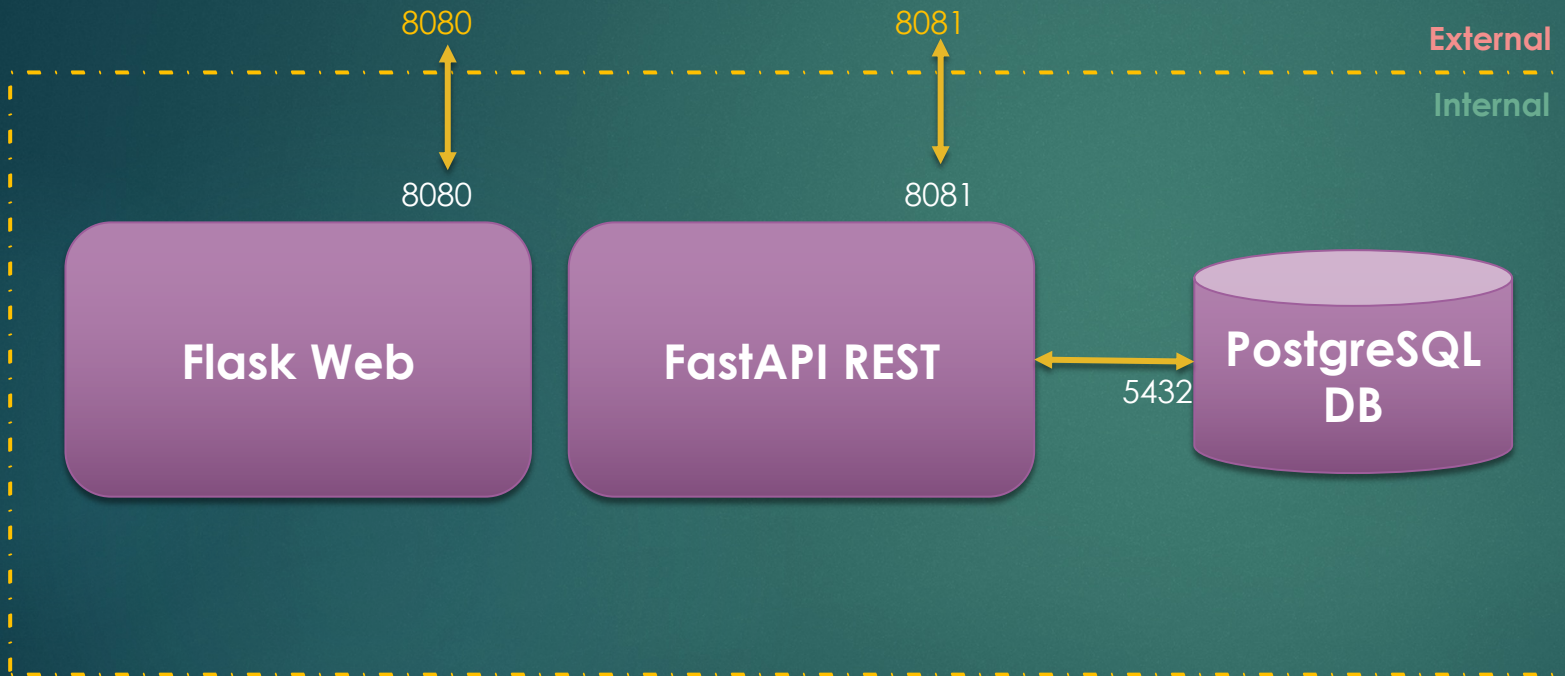 8080
8081
External
Internal
8080
8081
Flask Web
FastAPI REST
PostgreSQL
DB
5432